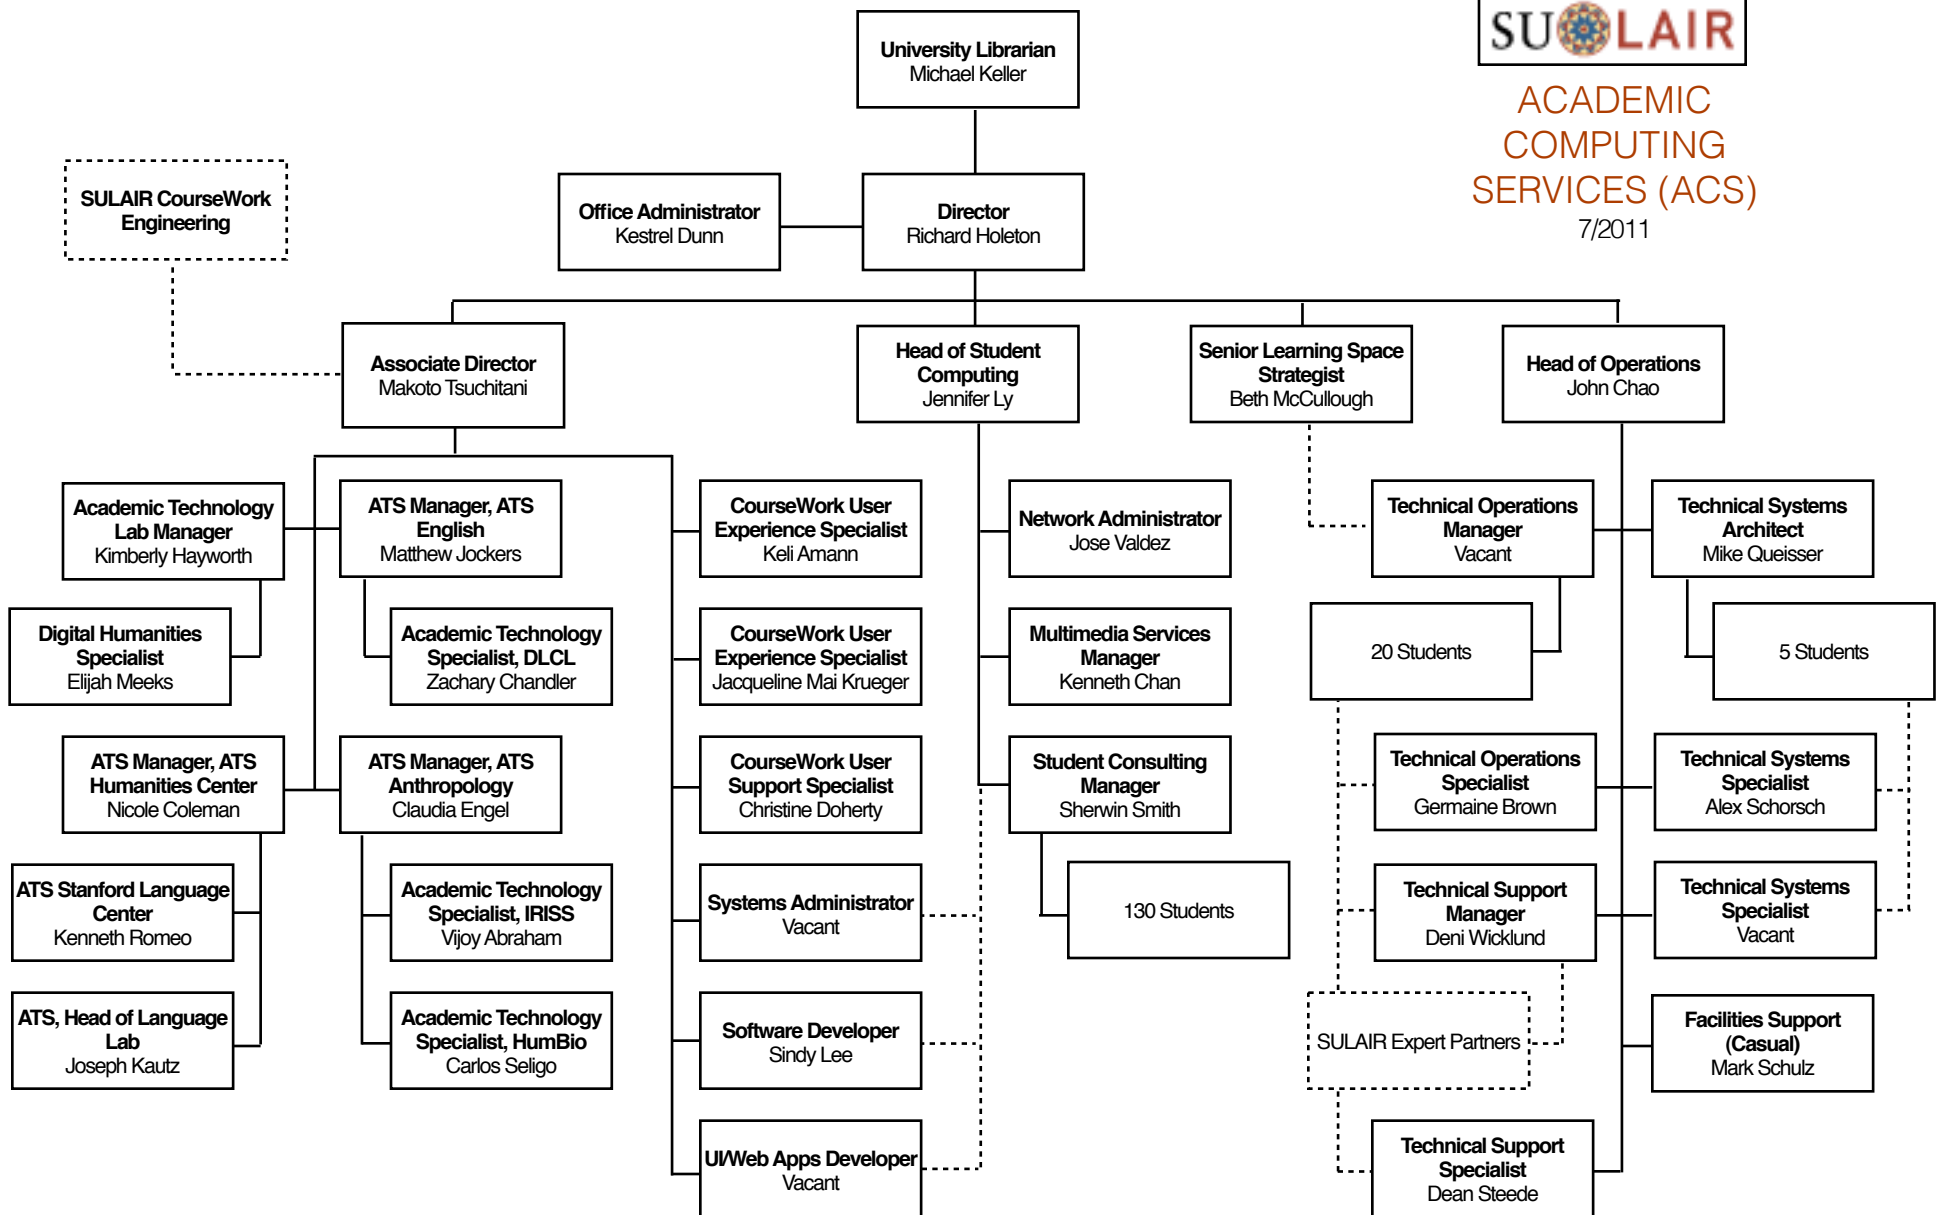 SULAIR
ACADEMIC
COMPUTING
SERVICES (ACS)
7/2011
University Librarian
Michael Keller
SULAIR CourseWork
Engineering
Office Administrator
Kestrel Dunn
Director
Richard Holeton
Associate Director
Makoto Tsuchitani
Head of Student
Computing
Jennifer Ly
Senior Learning Space
Strategist
Beth McCullough
Head of Operations
John Chao
Academic Technology
Lab Manager
Kimberly Hayworth
ATS Manager, ATS
English
Matthew Jockers
CourseWork User
Experience Specialist
Keli Amann
Network Administrator
Jose Valdez
Technical Operations
Manager
Vacant
Technical Systems
Architect
Mike Queisser
Digital Humanities
Specialist
Elijah Meeks
Academic Technology
Specialist, DLCL
Zachary Chandler
CourseWork User
Experience Specialist
Jacqueline Mai Krueger
Multimedia Services
Manager
Kenneth Chan
20 Students
5 Students
ATS Manager, ATS
Humanities Center
Nicole Coleman
ATS Manager, ATS
Anthropology
Claudia Engel
CourseWork User
Support Specialist
Christine Doherty
Student Consulting
Manager
Sherwin Smith
Technical Operations
Specialist
Germaine Brown
Technical Systems
Specialist
Alex Schorsch
ATS Stanford Language
Center
Kenneth Romeo
Academic Technology
Specialist, IRISS
Vijoy Abraham
Systems Administrator
Vacant
130 Students
Technical Support
Manager
Deni Wicklund
Technical Systems
Specialist
Vacant
ATS, Head of Language
Lab
Joseph Kautz
Academic Technology
Specialist, HumBio
Carlos Seligo
Software Developer
Sindy Lee
SULAIR Expert Partners
Facilities Support
(Casual)
Mark Schulz
UI/Web Apps Developer
Vacant
Technical Support
Specialist
Dean Steede